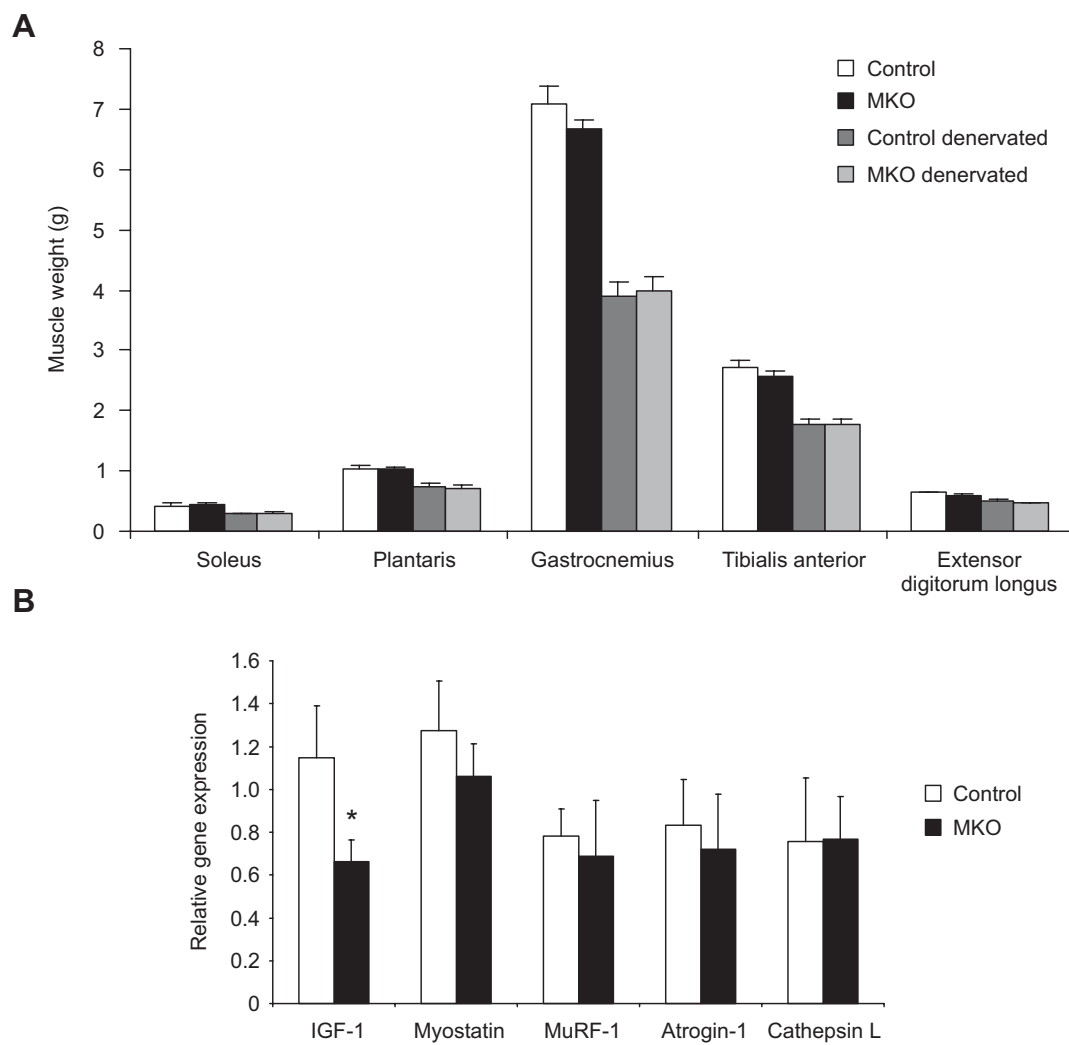 A
8
7
6
5
4
3
2
1
0
Muscle weight (g)
Control
MKO
Control denervated
MKO denervated
Soleus
Plantaris
Gastrocnemius
Tibialis anterior
Extensor
digitorum longus
B
1.6
1.4
1.2
1.0
0.8
0.6
0.4
0.2
0
Relative gene expression
*
Control
MKO
IGF-1
Myostatin
MuRF-1
Atrogin-1
Cathepsin L